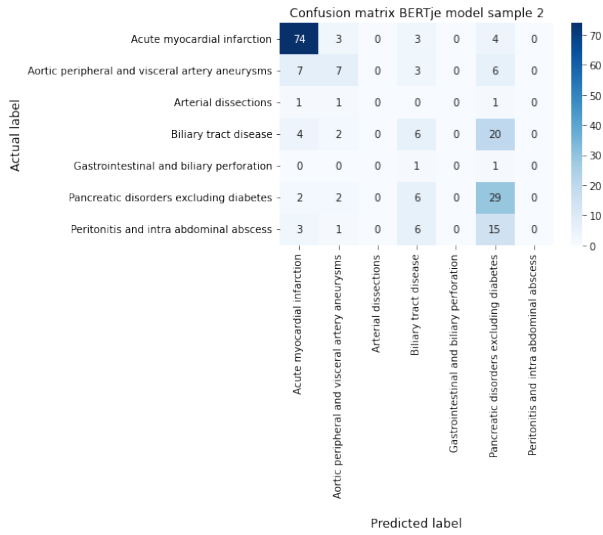 Confusion matrix BERTje model sample 2
Actual label
Acute myocardial infarction 74 3 0 3 0 4 0
Aortic peripheral and visceral artery aneurysms 7 7 0 3 0 6 0
Arterial dissections 1 1 0 0 0 1 0
Biliary tract disease 4 2 0 6 0 20 0
Gastrointestinal and biliary perforation 0 0 0 1 0 1 0
Pancreatic disorders excluding diabetes 2 2 0 6 0 29 0
Peritonitis and intra abdominal abscess 3 1 0 6 0 15 0
70
60
50
40
30
20
10
0
Acute myocardial infarction
Aortic peripheral and visceral artery aneurysms
Arterial dissections
Biliary tract disease
Gastrointestinal and biliary perforation
Pancreatic disorders excluding diabetes
Peritonitis and intra abdominal abscess
Predicted label